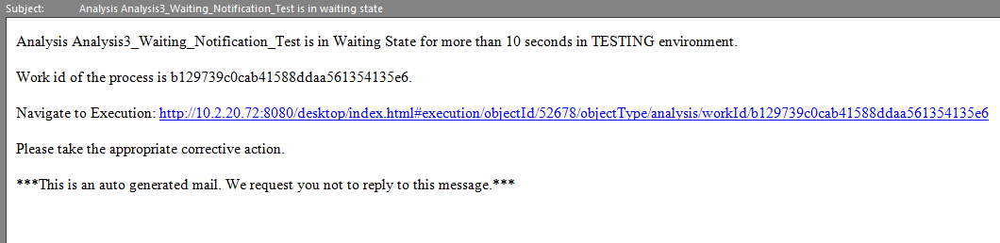 Subject: Analysis Analysis3_Waiting_Notification_Test is in waiting state
Analysis Analysis3_Waiting_Notification_Test is in Waiting State for more than 10 seconds in TESTING environment.
Work id of the process is b129739c0cab41588ddaa561354135e6.
Navigate to Execution: http://10.2.20.72:8080/desktop/index.html#execution/objectId/52678/objectType/analysis/workId/b129739c0cab41588ddaa561354135e6
Please take the appropriate corrective action.
***This is an auto generated mail. We request you not to reply to this message.***